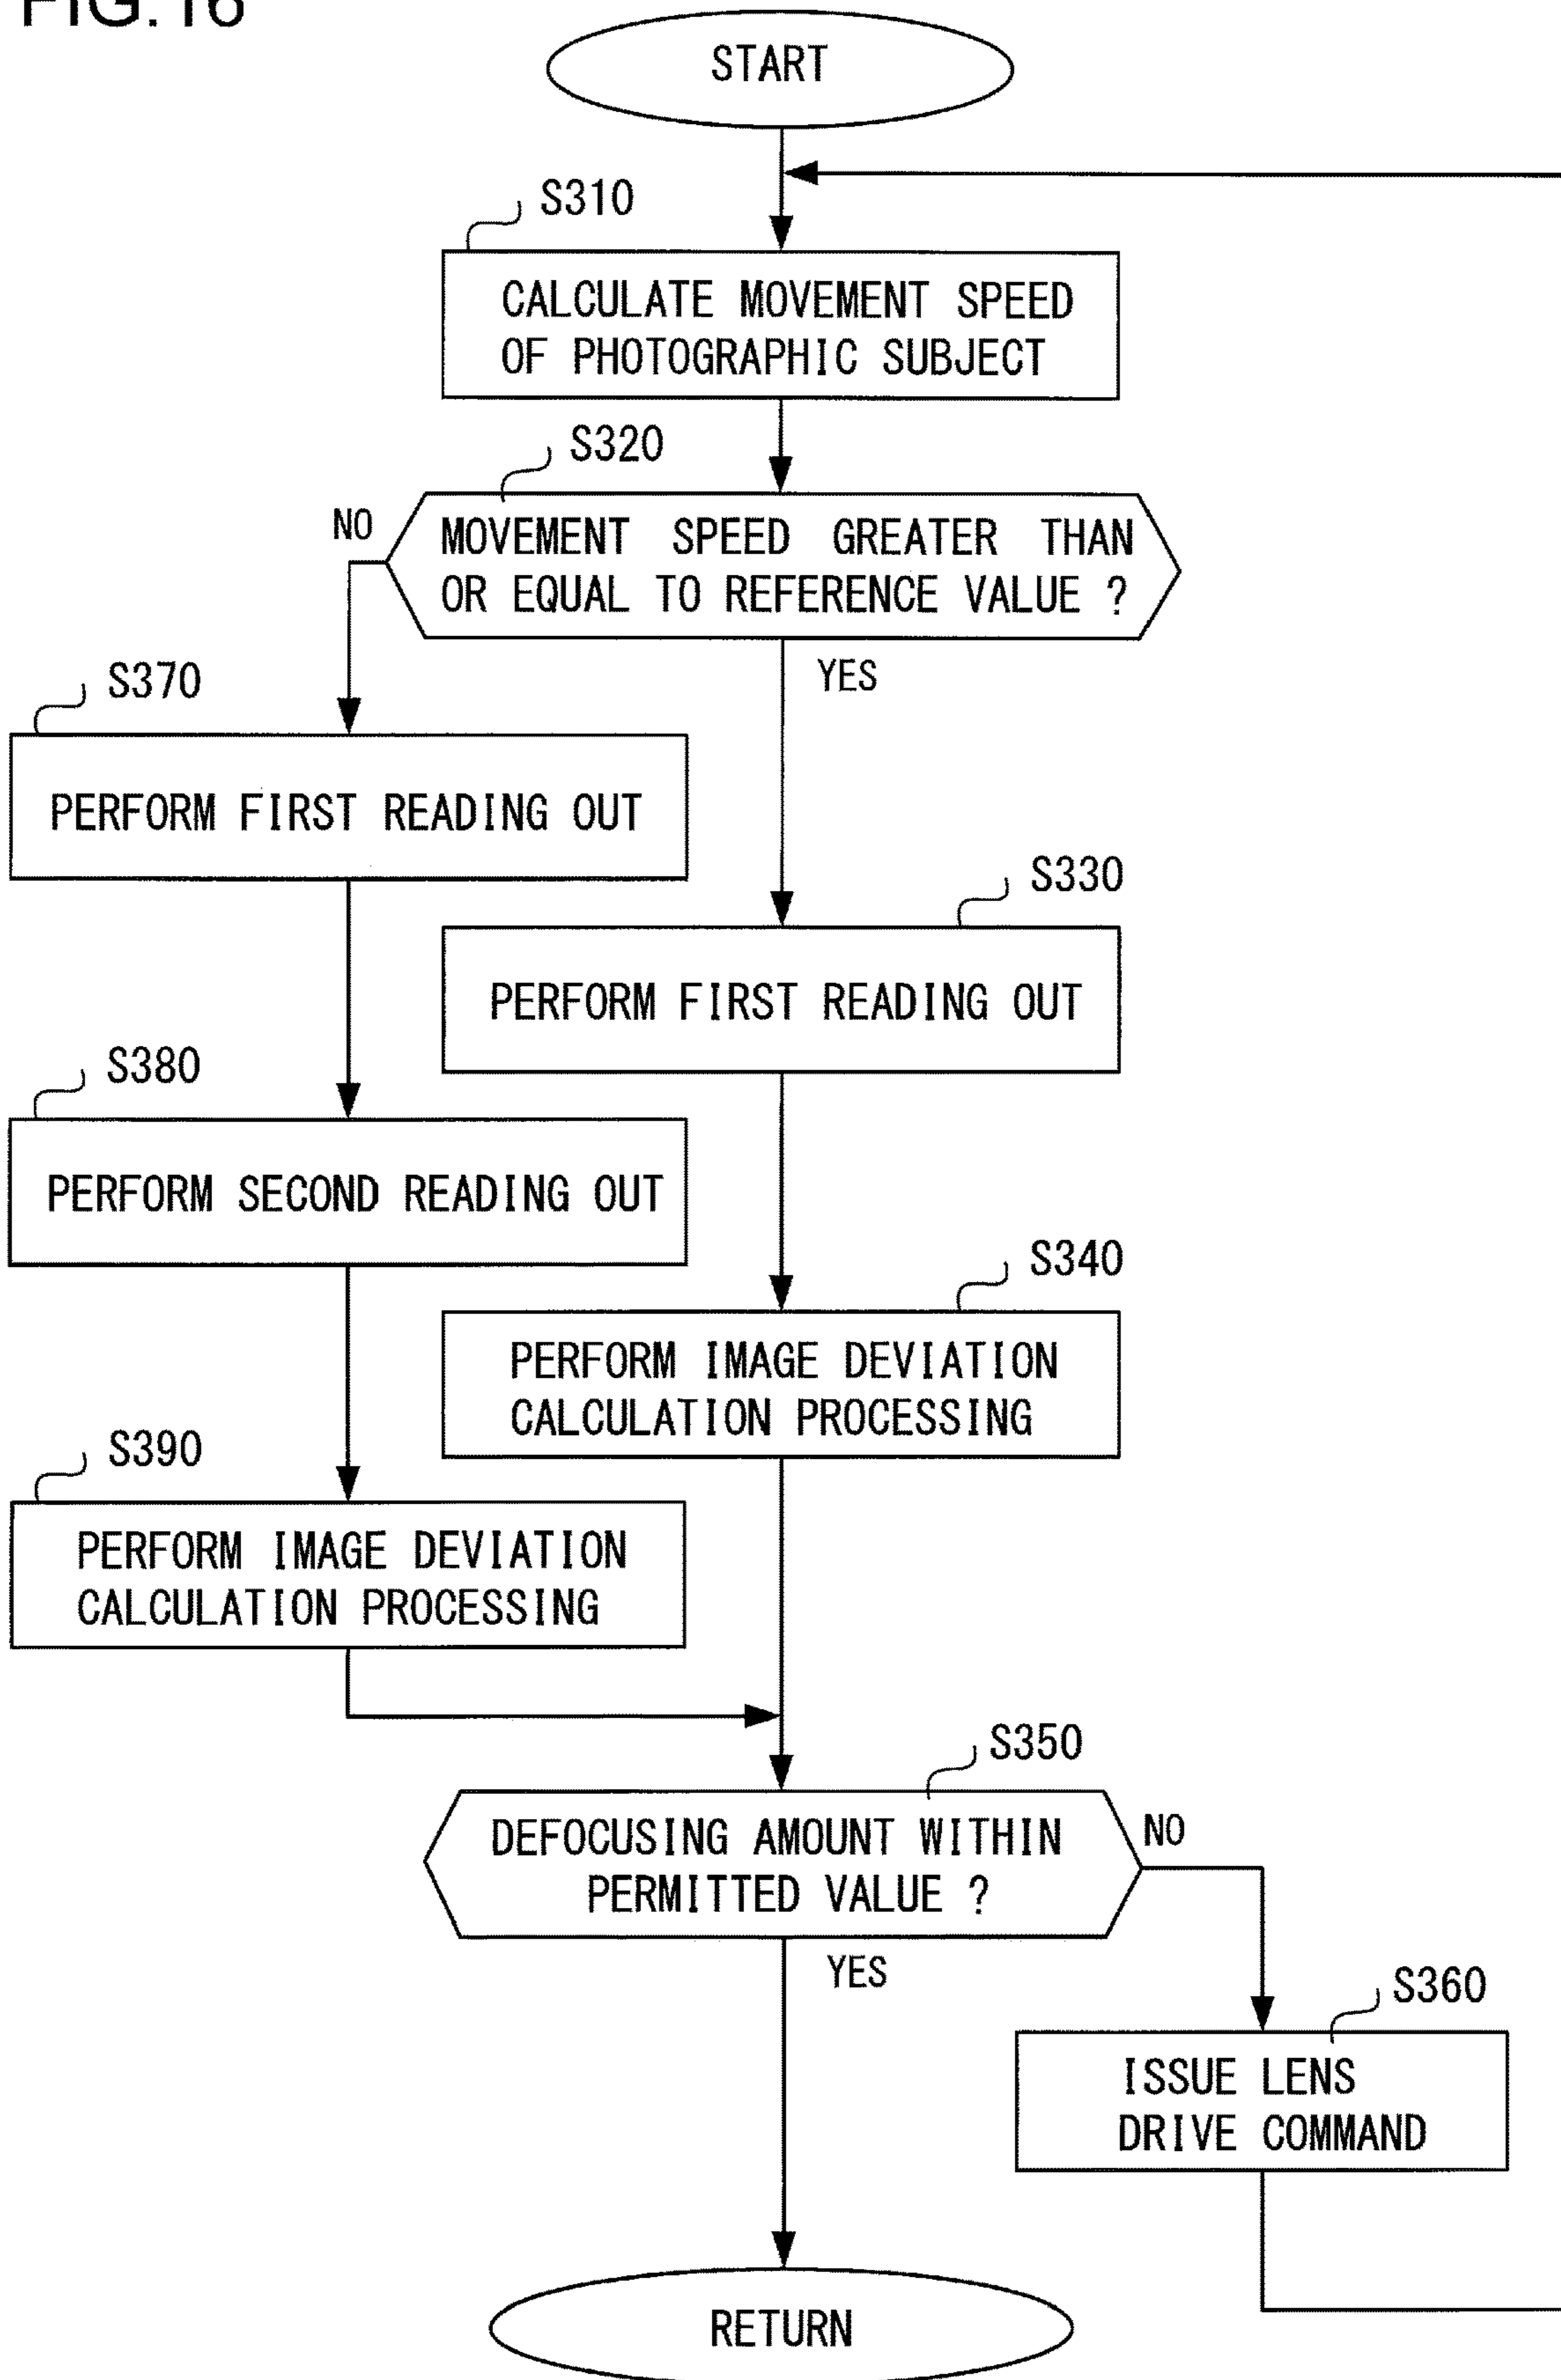 FIG. 16
START
S310
CALCULATE MOVEMENT SPEED
OF PHOTOGRAPHIC SUBJECT
S320
NO
MOVEMENT SPEED GREATER THAN
OR EQUAL TO REFERENCE VALUE ?
YES
S370
PERFORM FIRST READING OUT
S330
PERFORM FIRST READING OUT
S380
PERFORM SECOND READING OUT
S340
PERFORM IMAGE DEVIATION
CALCULATION PROCESSING
S390
PERFORM IMAGE DEVIATION
CALCULATION PROCESSING
S350
DEFOCUSING AMOUNT WITHIN
PERMITTED VALUE ?
NO
YES
S360
ISSUE LENS
DRIVE COMMAND
RETURN